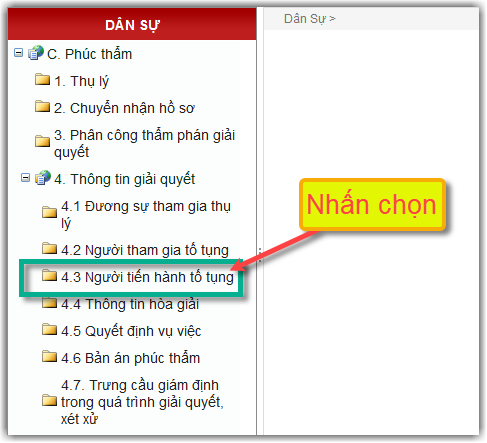 DÂN SỰ
Dân Sự >
C. Phúc thẩm
1. Thụ lý
2. Chuyển nhận hồ sơ
3. Phân công thẩm phán giải
quyết
4. Thông tin giải quyết
4.1 Đương sự tham gia thụ
lý
4.2 Người tham gia tố tụng
4.3 Người tiến hành tố tụng
4.4 Thông tin hòa giải
4.5 Quyết định vụ việc
4.6 Bản án phúc thẩm
4.7. Trưng cầu giám định
trong quá trình giải quyết,
xét xử
Nhấn chọn